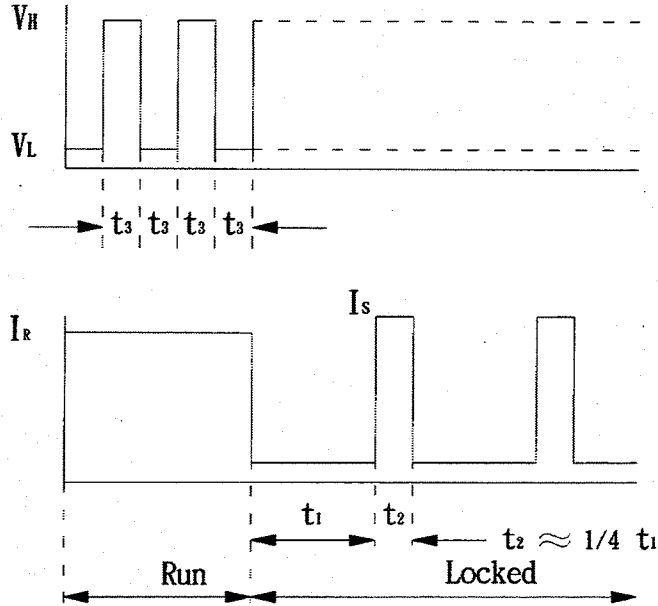 VH
VL
t3 t3 t3 t3
IR
IS
t1 t2
t2 ≈ 1/4 t1
Run Locked